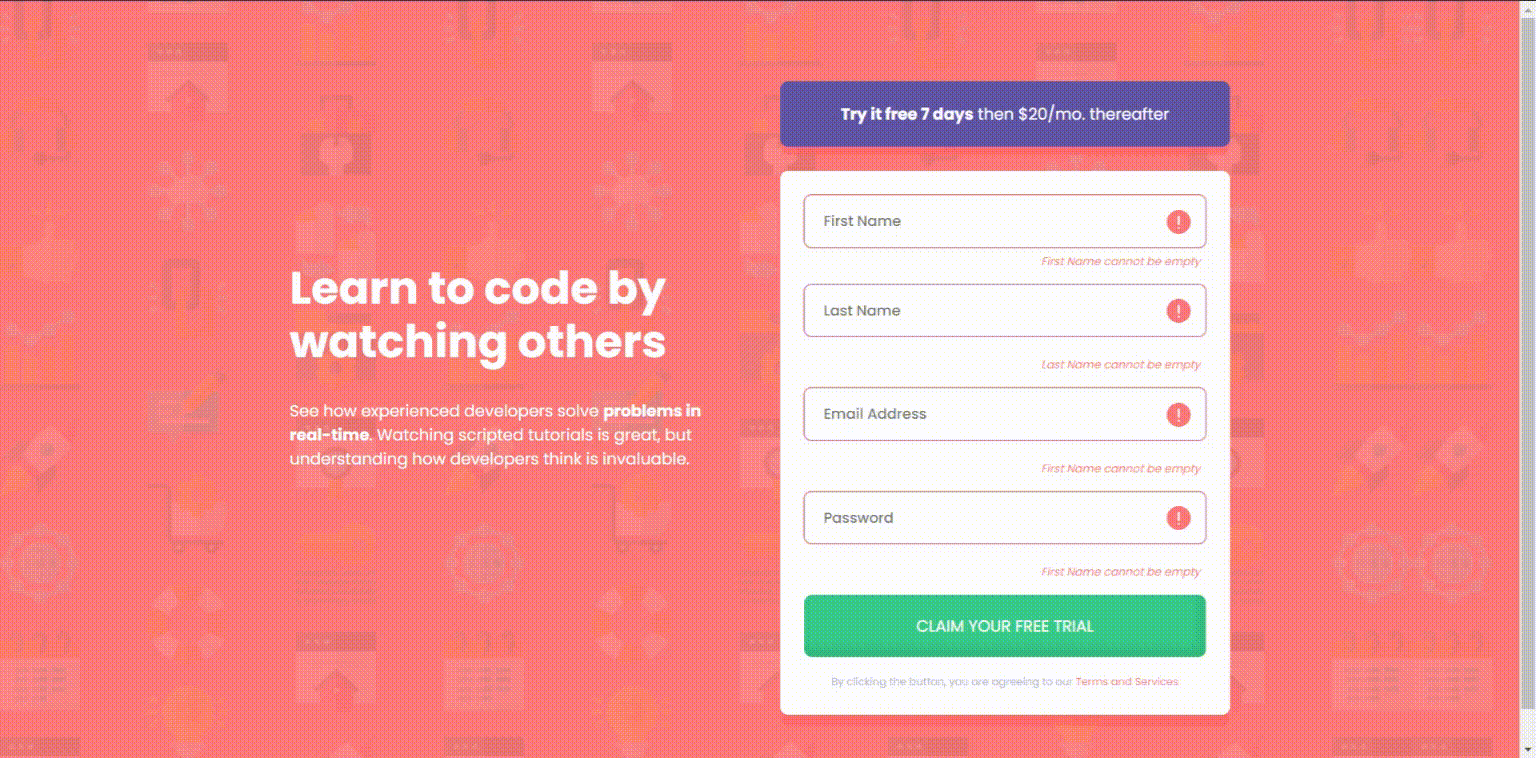 Learn to code by
watching others
See how experienced developers solve problems in
real-time. Watching scripted tutorials is great, but
understanding how developers think is invaluable.
Try it free 7 days then $20/mo. thereafter
First Name
!
First Name cannot be empty
Last Name
!
Last Name cannot be empty
Email Address
!
First Name cannot be empty
Password
!
First Name cannot be empty
CLAIM YOUR FREE TRIAL
By clicking the button, you are agreeing to our Terms and Services